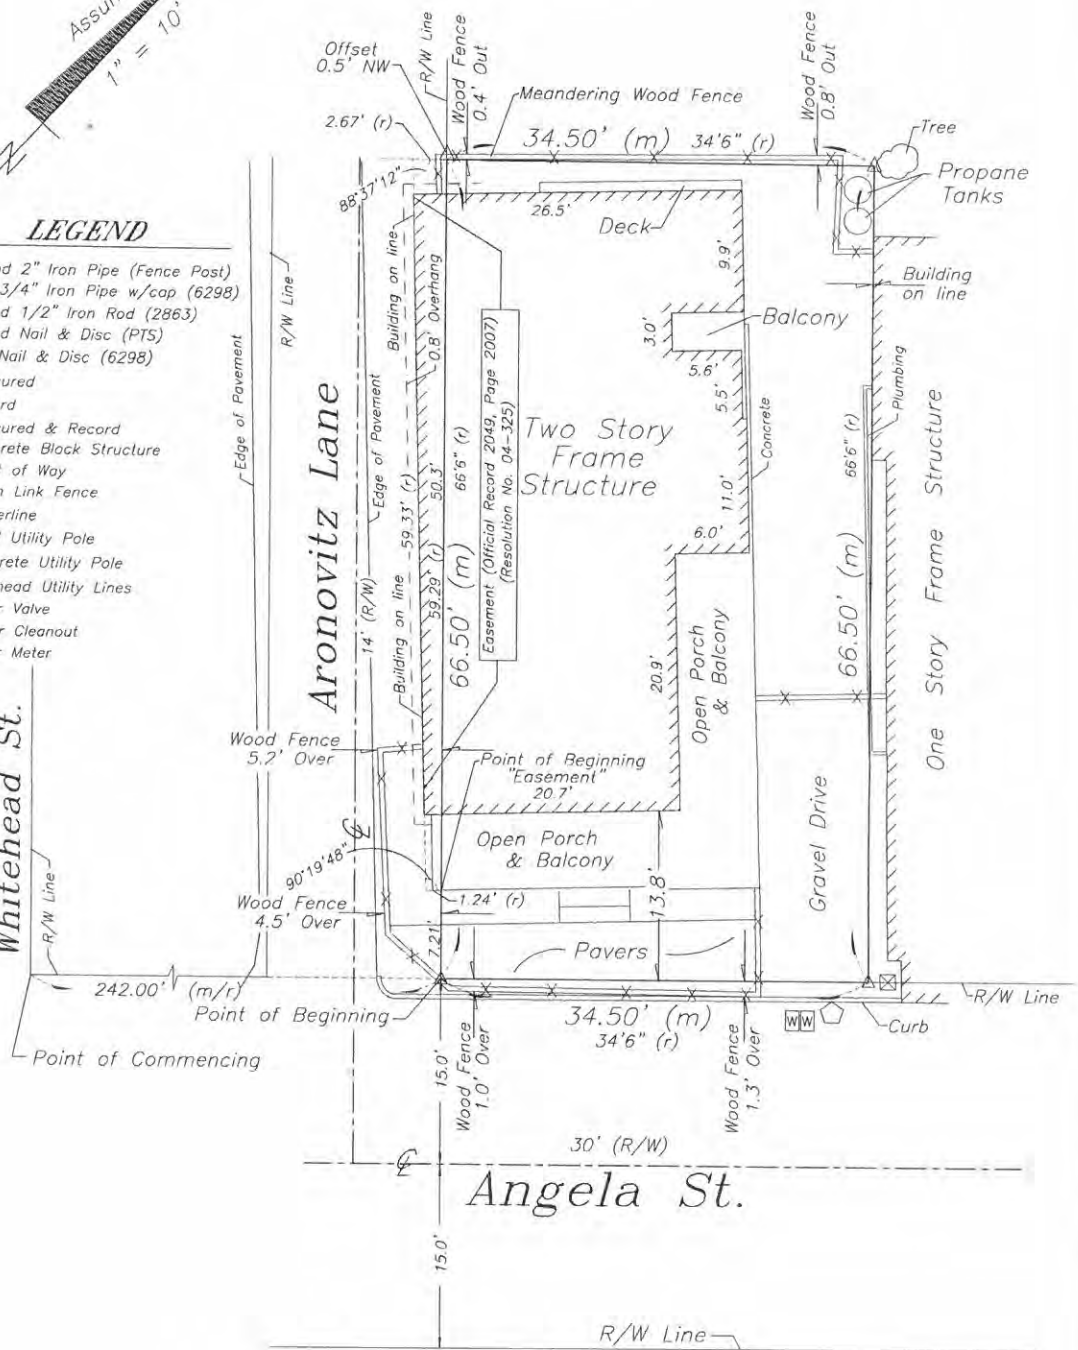 1" = 10'
N
LEGEND
2" Iron Pipe (Fence Post)
3/4" Iron Pipe w/cap (6298)
1/2" Iron Rod (2863)
Nail & Disc (PTS)
Nail & Disc (6298)
& Record
Block Structure
of Way
Link Fence
Utility Pole
Utility Pole
Utility Lines
Valve
Cleanout
Meter
Offset
0.5' NW
R/W Line
Wood Fence
0.4' Out
Meandering Wood Fence
Wood Fence
0.8' Out
2.67' (r)
34.50' (m) 34'6" (r)
Tree
Propane
Tanks
88°37'12"
26.5'
Deck
9.9'
Building
on line
Building on line
0.8' Overhang
3.0'
Balcony
5.6'
5.5'
R/W Line
Edge of Pavement
Edge of Pavement
Aronovitz Lane
14' (R/W)
59.33' (r)
50.3'
66'6" (r)
59.29' (r)
66.50' (m)
Easement (Official Record 2049, Page 2007)
(Resolution No. 04-325)
Two Story
Frame
Structure
Concrete
11.0'
6.0'
Plumbing
66'6" (r)
66.50' (m)
One Story Frame Structure
Building on line
20.9'
Open Porch
& Balcony
Wood Fence
5.2' Over
Point of Beginning
"Easement"
20.7'
Whitehead St.
R/W Line
℄
90°19'48"
Open Porch
& Balcony
Gravel Drive
Wood Fence
4.5' Over
1.24' (r)
13.8'
7.21'
Pavers
242.00' (m/r)
Point of Beginning
34.50' (m)
34'6" (r)
W W
R/W Line
Curb
Point of Commencing
15.0'
Wood Fence
1.0' Over
Wood Fence
1.3' Over
30' (R/W)
℄
Angela St.
15.0'
R/W Line